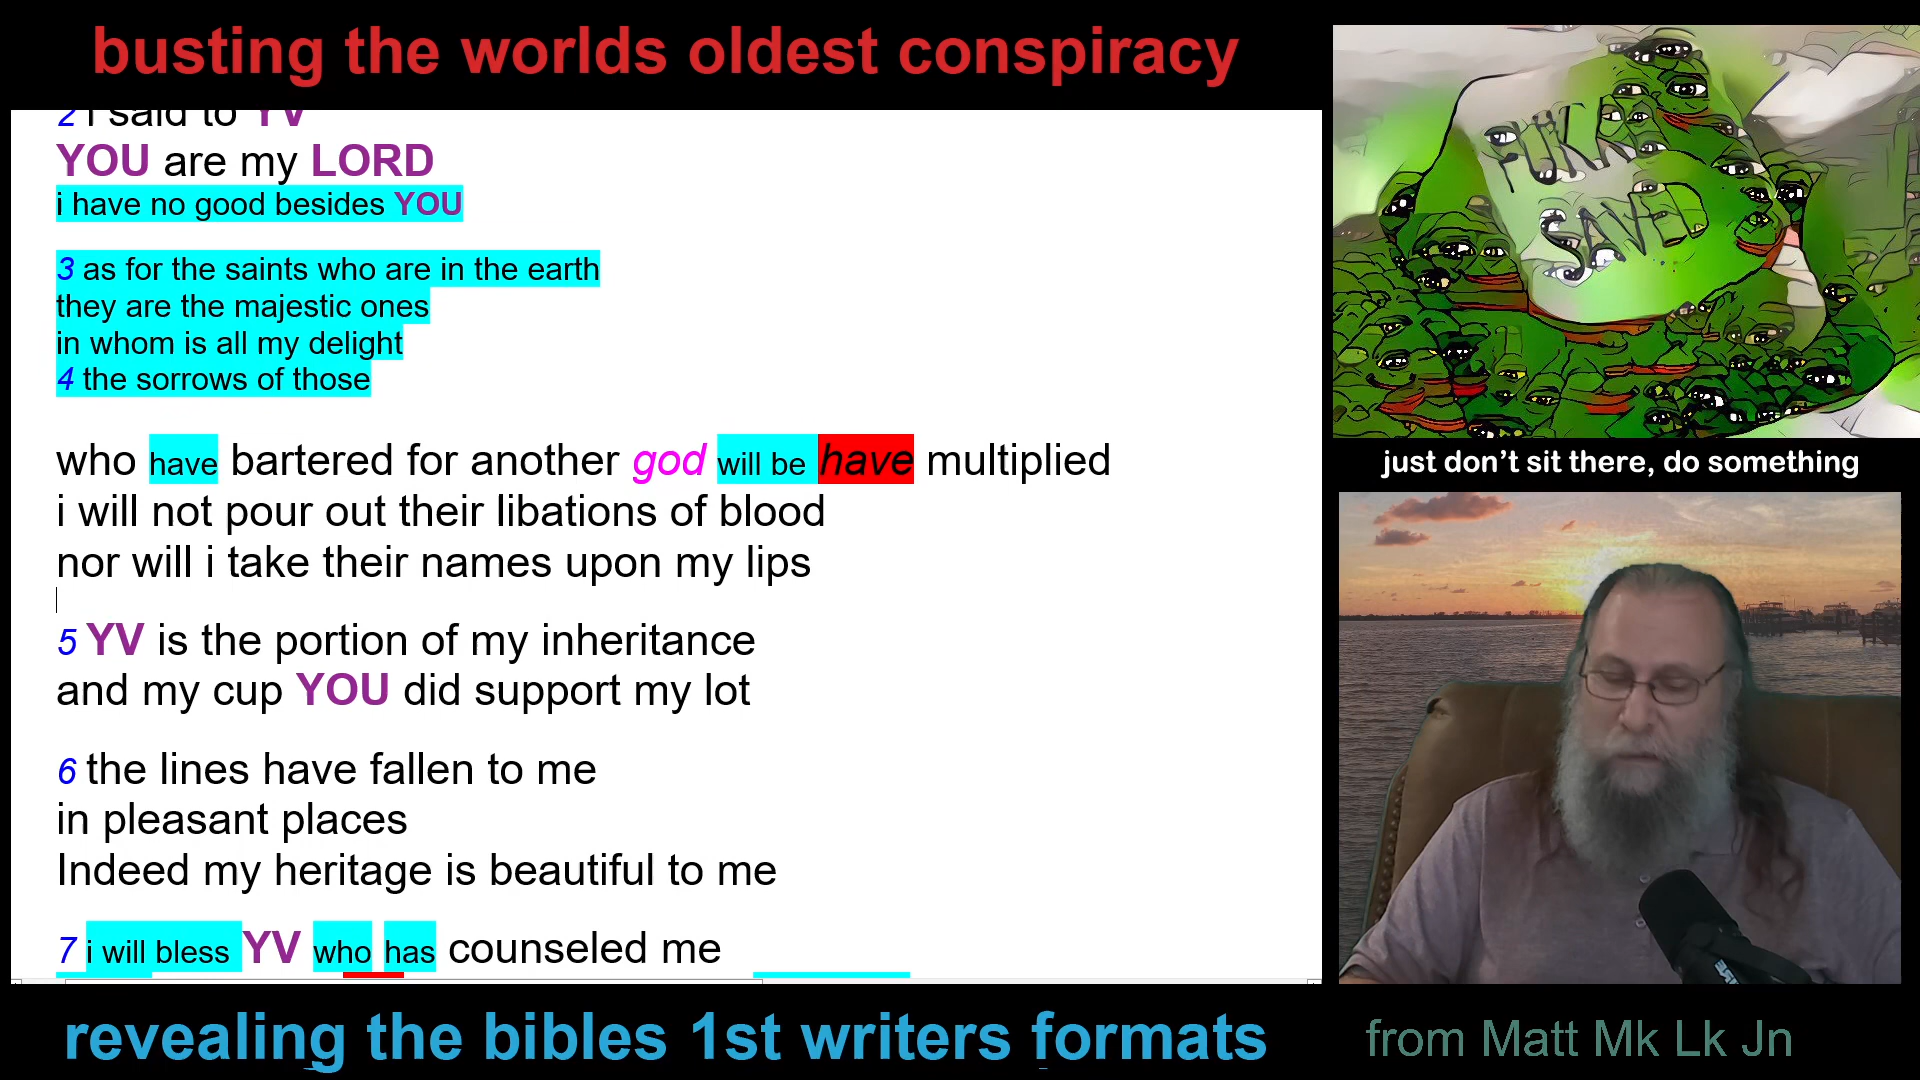 busting the worlds oldest conspiracy
2 i said to YV
YOU are my LORD
i have no good besides YOU
3 as for the saints who are in the earth
they are the majestic ones
in whom is all my delight
4 the sorrows of those
who have bartered for another god will be have multiplied
i will not pour out their libations of blood
nor will i take their names upon my lips
5 YV is the portion of my inheritance
and my cup YOU did support my lot
6 the lines have fallen to me
in pleasant places
Indeed my heritage is beautiful to me
7 i will bless YV who has counseled me
revealing the bibles 1st writers formats
SAVED
just don't sit there, do something
from Matt Mk Lk Jn